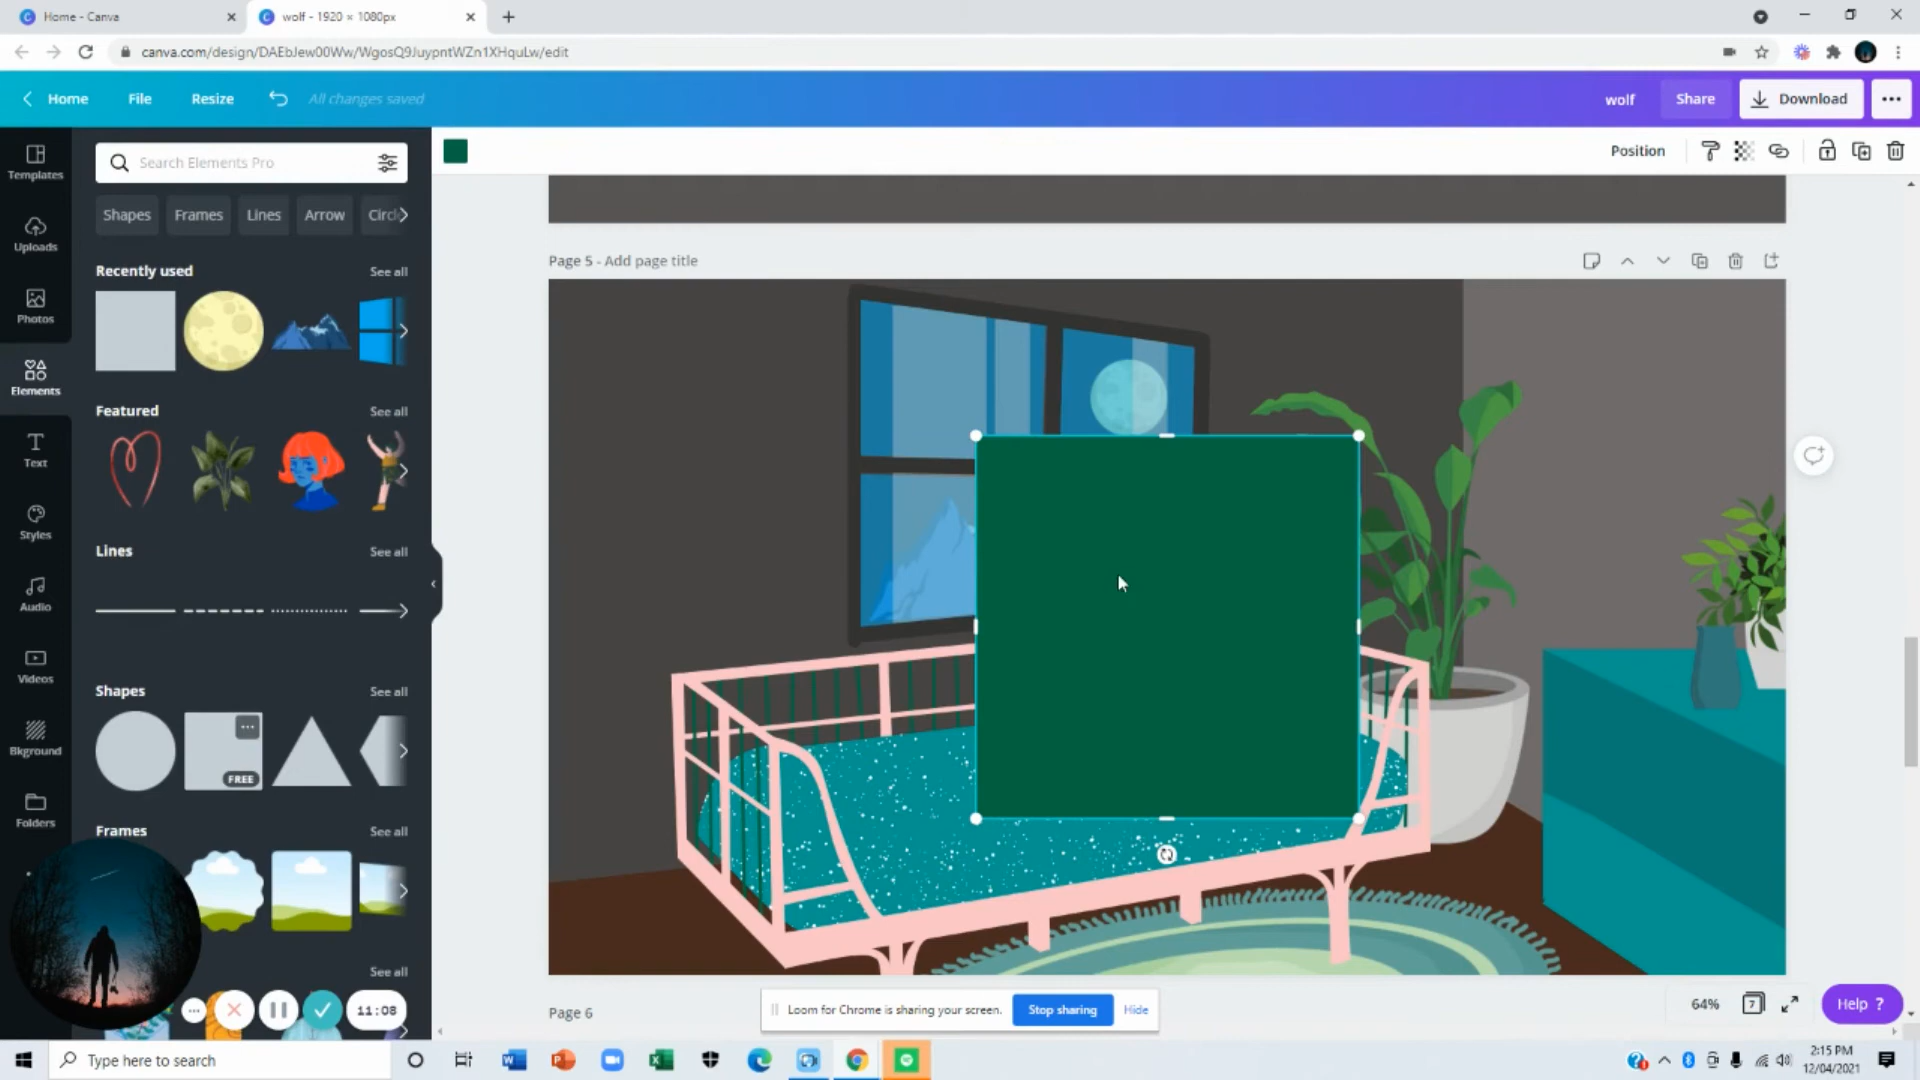 Home - Canva
wolf - 1920 × 1080px
canva.com/design/DAEbJew00Ww/WgosQ9JuypntWZn1XHquLw/edit
Home
File
Resize
All changes saved
wolf
Share
Download
Templates
Uploads
Photos
Elements
Text
Styles
Audio
Videos
Bkground
Folders
Search Elements Pro
Shapes
Frames
Lines
Arrow
Circl
Recently used
See all
Featured
See all
Lines
See all
Shapes
See all
FREE
Frames
See all
See all
Position
Page 5 - Add page title
Page 6
11:08
Loom for Chrome is sharing your screen.
Stop sharing
Hide
64%
7
Help ?
Type here to search
2:15 PM
12/04/2021